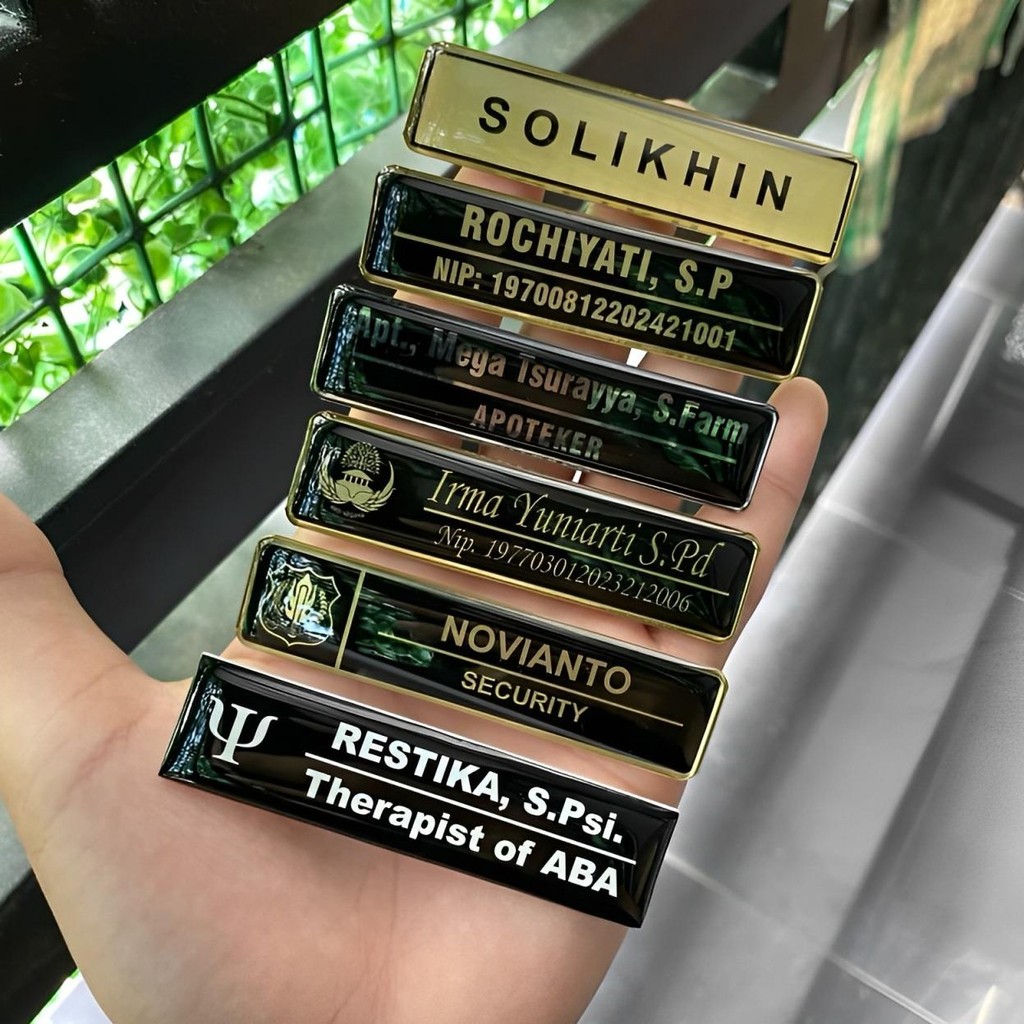 SOLIKHIN
ROCHIYATI, S.P
NIP: 19700812202421001
Apt., Mega Tsurayya, S.Farm
APOTEKER
Irma Yuniarti S.Pd
Nip. 197703012023212006
NOVIANTO
SECURITY
Ψ
RESTIKA, S.Psi.
Therapist of ABA